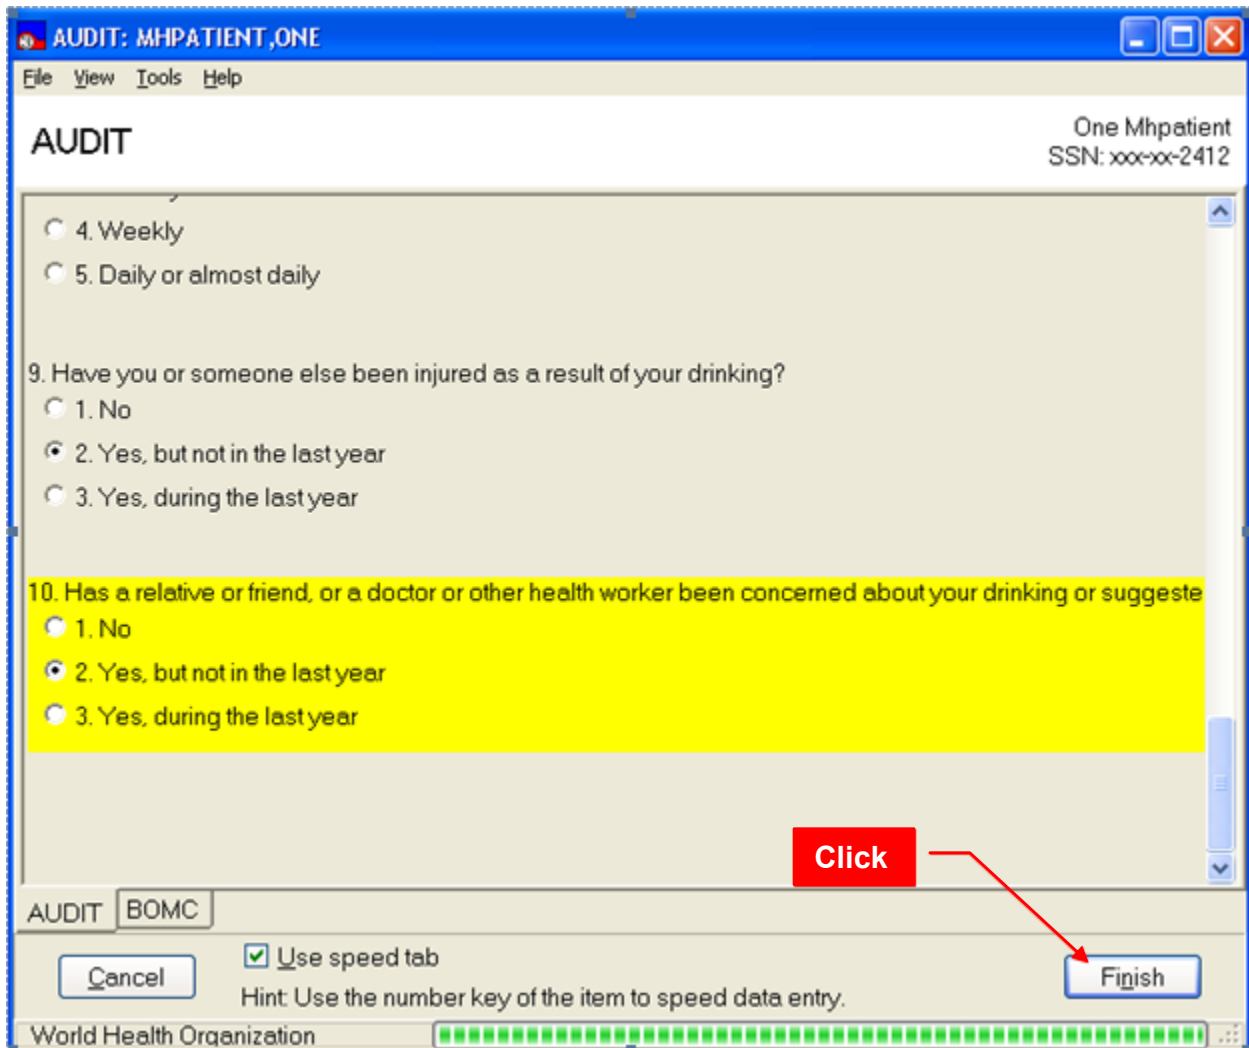 AUDIT: MHPATIENT,ONE
File View Tools Help
AUDIT
One Mhpatient
SSN: xxx-xx-2412
4. Weekly
5. Daily or almost daily
9. Have you or someone else been injured as a result of your drinking?
1. No
2. Yes, but not in the last year
3. Yes, during the last year
10. Has a relative or friend, or a doctor or other health worker been concerned about your drinking or suggeste
1. No
2. Yes, but not in the last year
3. Yes, during the last year
Click
AUDIT BOMC
Cancel
Use speed tab
Hint: Use the number key of the item to speed data entry.
Finish
World Health Organization